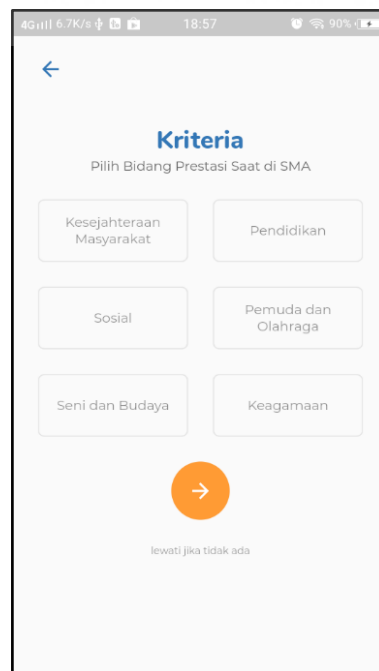 4G 6.7K/s 18:57 90%
Kriteria
Pilih Bidang Prestasi Saat di SMA
Kesejahteraan
Masyarakat
Pendidikan
Sosial
Pemuda dan
Olahraga
Seni dan Budaya
Keagamaan
lewati jika tidak ada